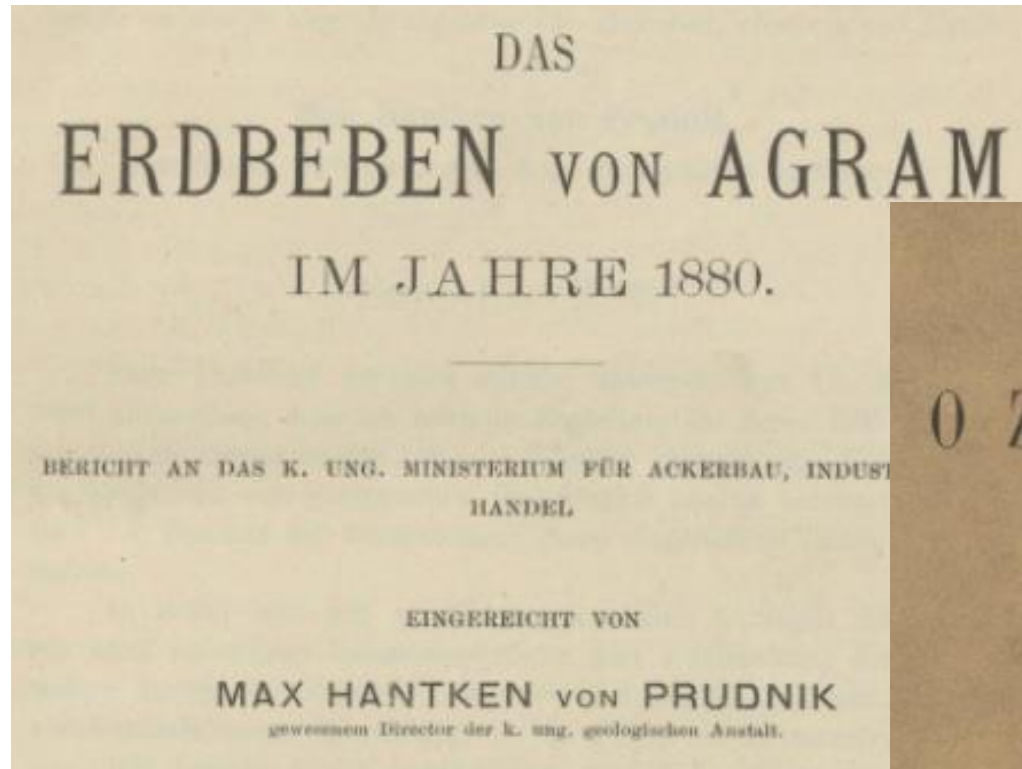 DAS
ERDBEBEN VON AGRAM
IM JAHRE 1880.
BERICHT AN DAS K. UNG. MINISTERIUM FÜR ACKERBAU, INDUST
HANDEL
EINGEREICHT VON
MAX HANTKEN VON PRUDNIK
gewesenem Director der k. ung. geologischen Anstalt.
O